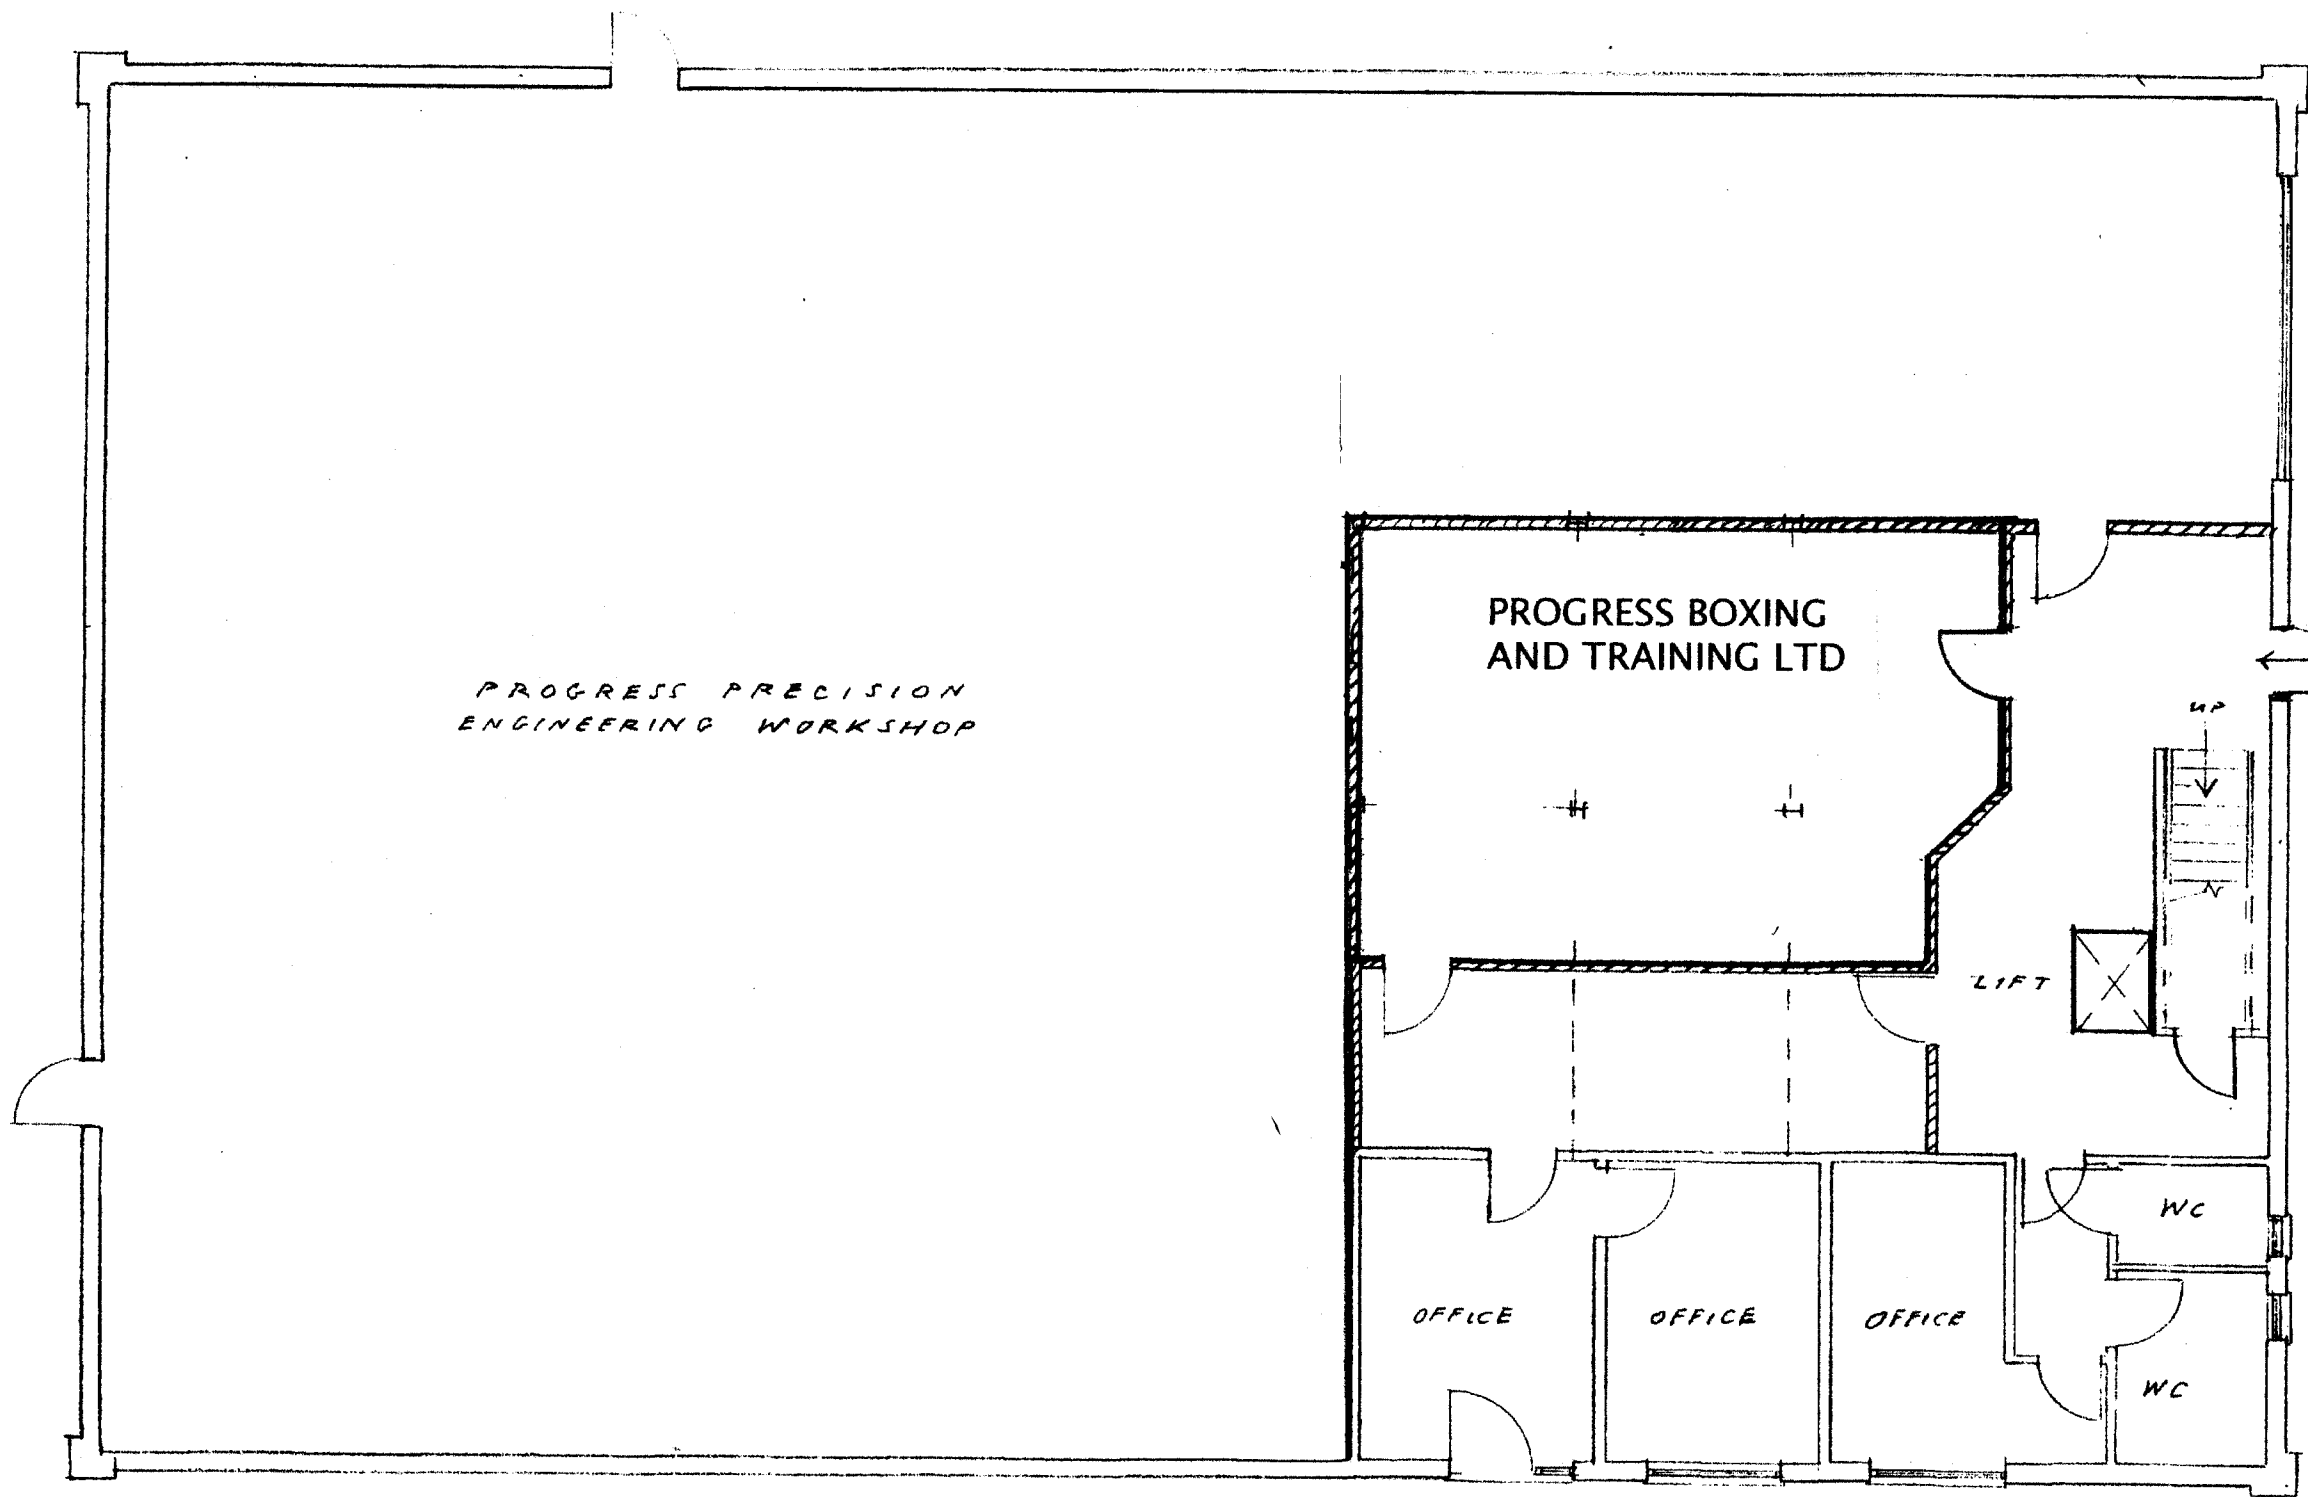 PROGRESS BOXING
AND TRAINING LTD
PROGRESS PRECISION
ENGINEERING WORKSHOP
UP
LIFT
WC
OFFICE
OFFICE
OFFICE
WC